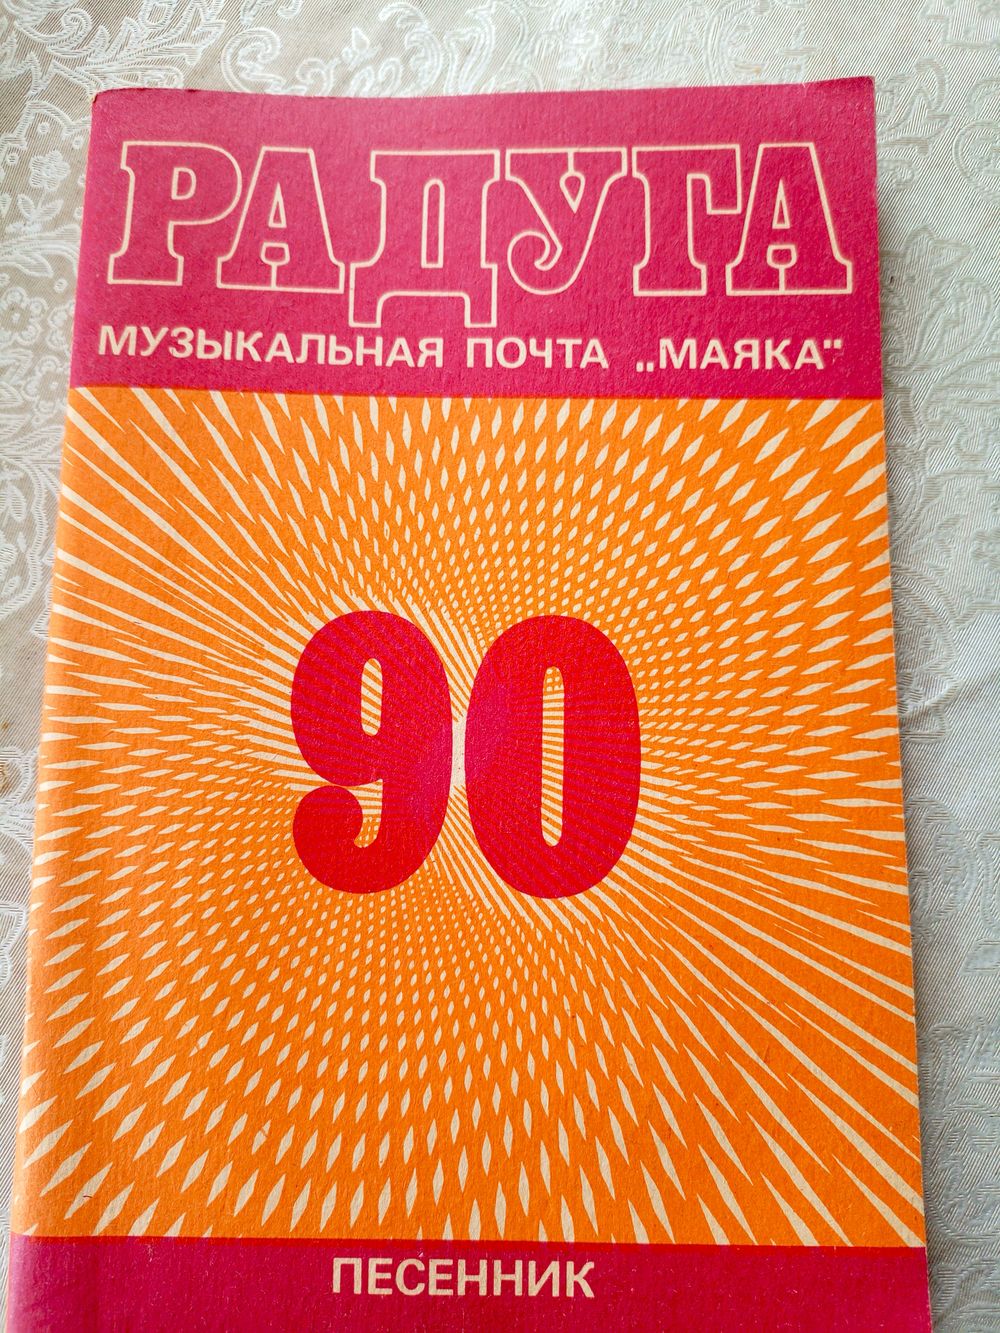 РАДУГА
МУЗЫКАЛЬНАЯ ПОЧТА „МАЯКА"
90
ПЕСЕННИК